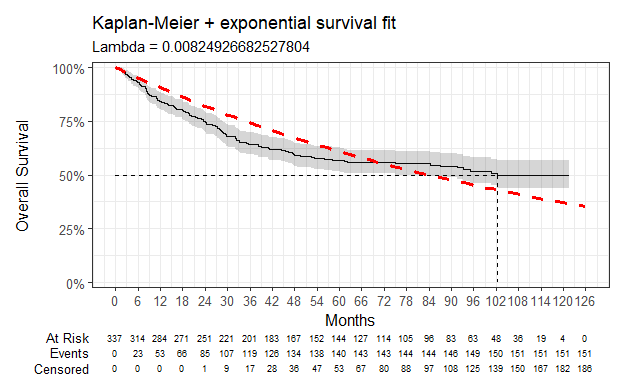 Kaplan-Meier + exponential survival fit
Lambda = 0.00824926682527804
100%
75%
50%
25%
0%
Overall Survival
0 6 12 18 24 30 36 42 48 54 60 66 72 78 84 90 96 102 108 114 120 126
Months
At Risk 337 314 284 271 251 221 201 183 167 152 144 127 114 105 96 83 63 48 36 19 4 0
Events 0 23 53 66 85 107 119 126 134 138 140 143 143 144 144 146 149 150 151 151 151 151
Censored 0 0 0 0 1 9 17 28 36 47 53 67 80 88 97 108 125 139 150 167 182 186